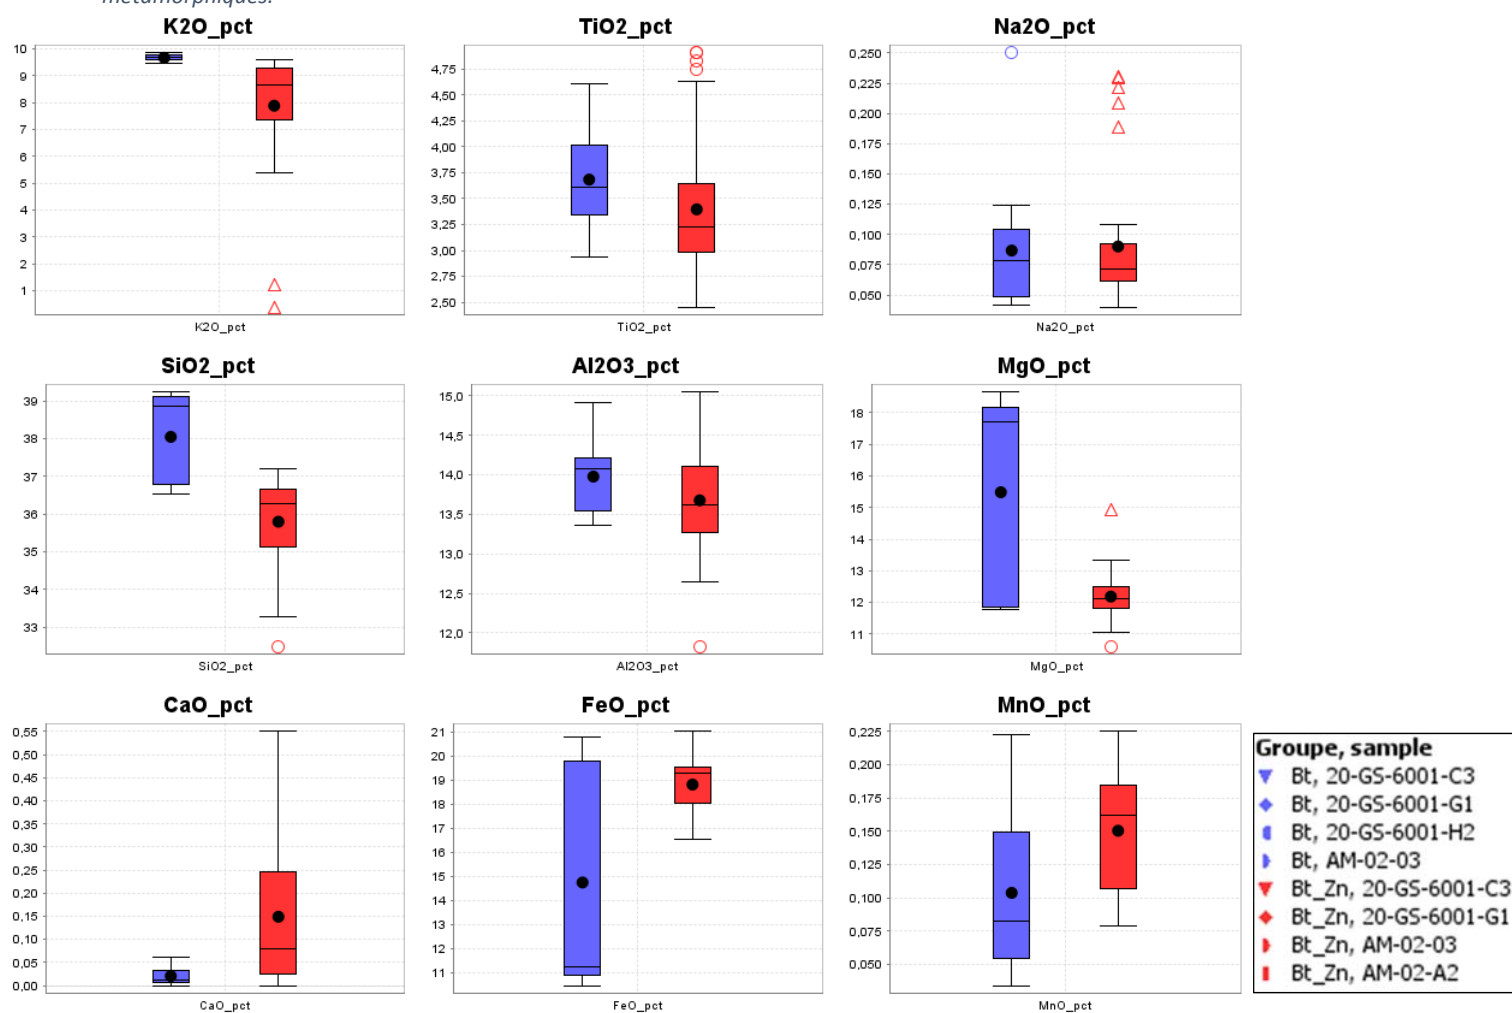 métamorphiques.
K2O_pct
TiO2_pct
Na2O_pct
10
9
8
7
6
5
4
3
2
1
K2O_pct
4,75
4,50
4,25
4,00
3,75
3,50
3,25
3,00
2,75
2,50
TiO2_pct
0,250
0,225
0,200
0,175
0,150
0,125
0,100
0,075
0,050
Na2O_pct
SiO2_pct
Al2O3_pct
MgO_pct
39
38
37
36
35
34
33
SiO2_pct
15,0
14,5
14,0
13,5
13,0
12,5
12,0
Al2O3_pct
18
17
16
15
14
13
12
11
MgO_pct
CaO_pct
FeO_pct
MnO_pct
0,55
0,50
0,45
0,40
0,35
0,30
0,25
0,20
0,15
0,10
0,05
0,00
CaO_pct
21
20
19
18
17
16
15
14
13
12
11
FeO_pct
0,225
0,200
0,175
0,150
0,125
0,100
0,075
0,050
MnO_pct
Groupe, sample
Bt, 20-GS-6001-C3
Bt, 20-GS-6001-G1
Bt, 20-GS-6001-H2
Bt, AM-02-03
Bt_Zn, 20-GS-6001-C3
Bt_Zn, 20-GS-6001-G1
Bt_Zn, AM-02-03
Bt_Zn, AM-02-A2